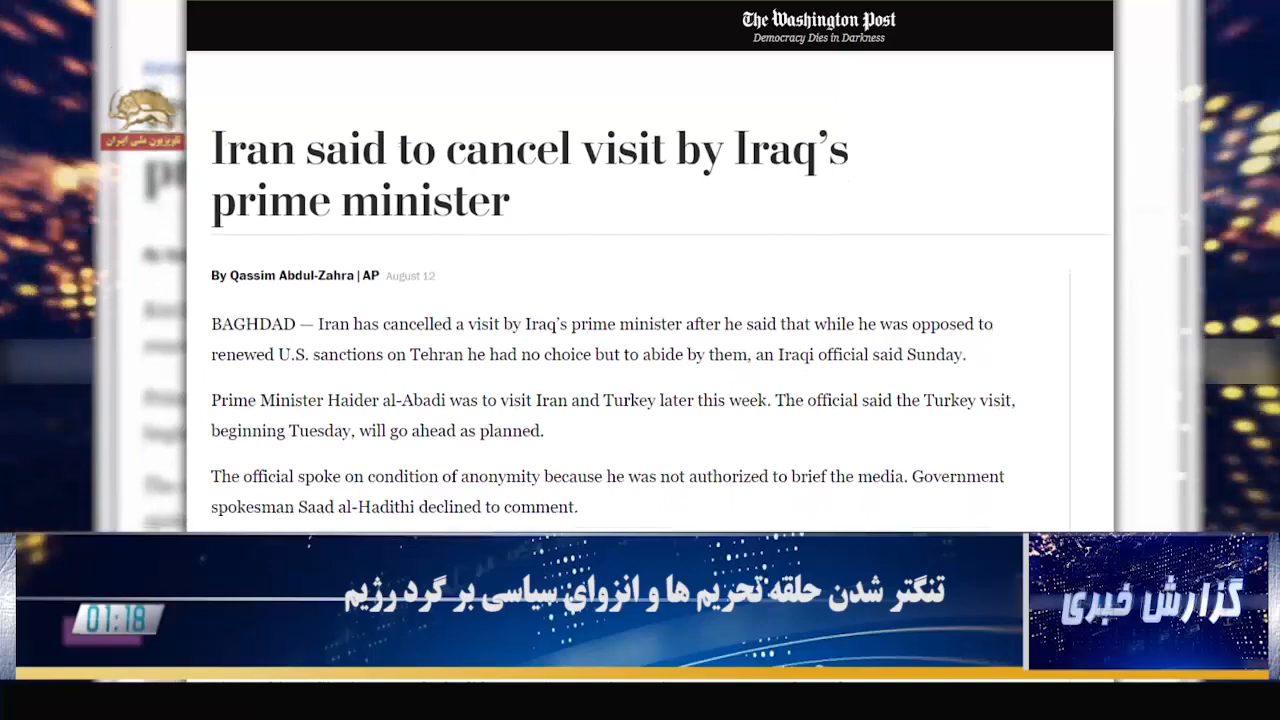 The Washington Post
Democracy Dies in Darkness
تلویزیون ملی ایران
Iran said to cancel visit by Iraq’s
prime minister
By Qassim Abdul-Zahra | AP August 12
BAGHDAD — Iran has cancelled a visit by Iraq’s prime minister after he said that while he was opposed to
renewed U.S. sanctions on Tehran he had no choice but to abide by them, an Iraqi official said Sunday.
Prime Minister Haider al-Abadi was to visit Iran and Turkey later this week. The official said the Turkey visit,
beginning Tuesday, will go ahead as planned.
The official spoke on condition of anonymity because he was not authorized to brief the media. Government
spokesman Saad al-Hadithi declined to comment.
تنگتر شدن حلقه تحریم ها و انزوای سیاسی بر گرد رژیم
گزارش خبری
01:18